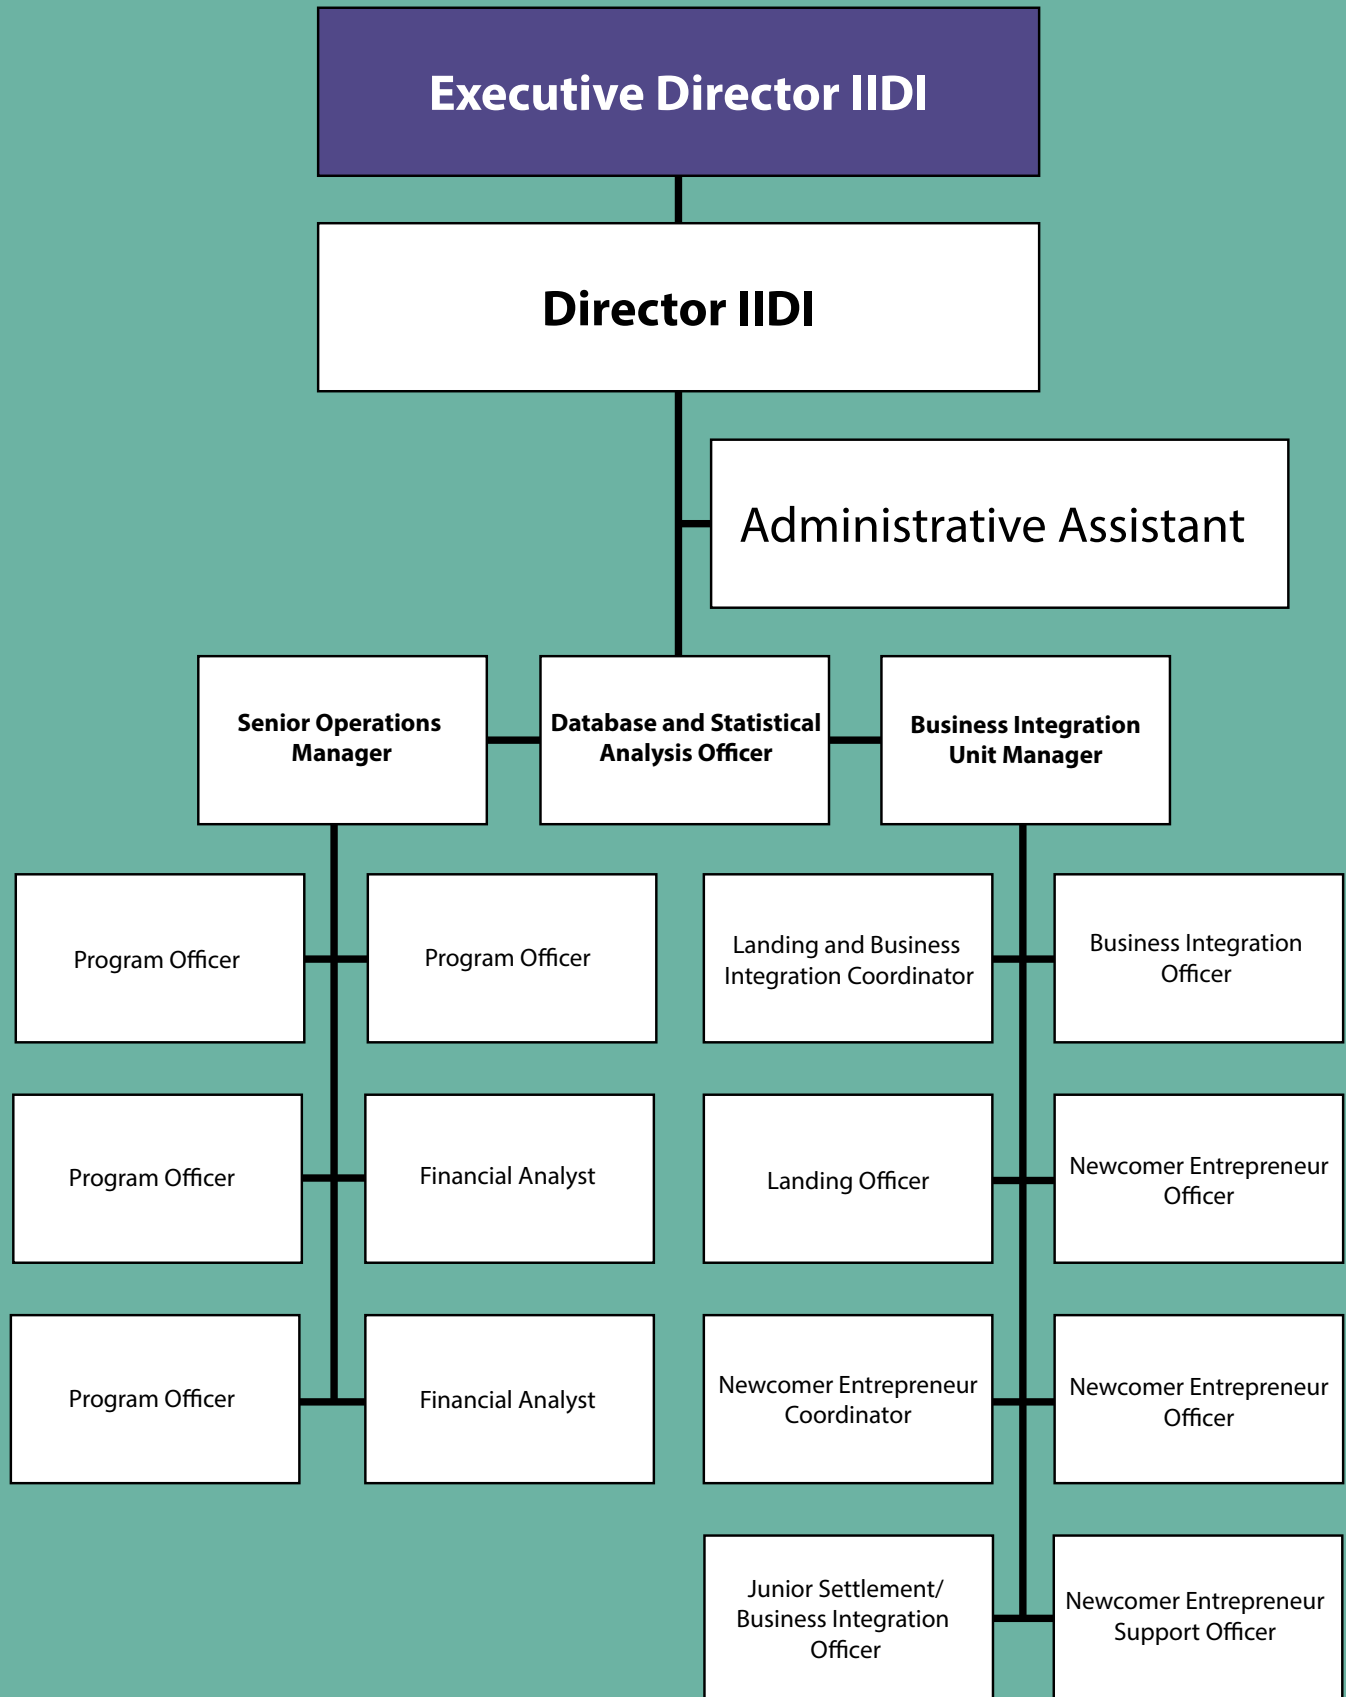 Executive Director IIDI
Director IIDI
Administrative Assistant
Senior Operations
Manager
Database and Statistical
Analysis Officer
Business Integration
Unit Manager
Program Officer
Program Officer
Landing and Business
Integration Coordinator
Business Integration
Officer
Program Officer
Financial Analyst
Landing Officer
Newcomer Entrepreneur
Officer
Program Officer
Financial Analyst
Newcomer Entrepreneur
Coordinator
Newcomer Entrepreneur
Officer
Junior Settlement/
Business Integration
Officer
Newcomer Entrepreneur
Support Officer